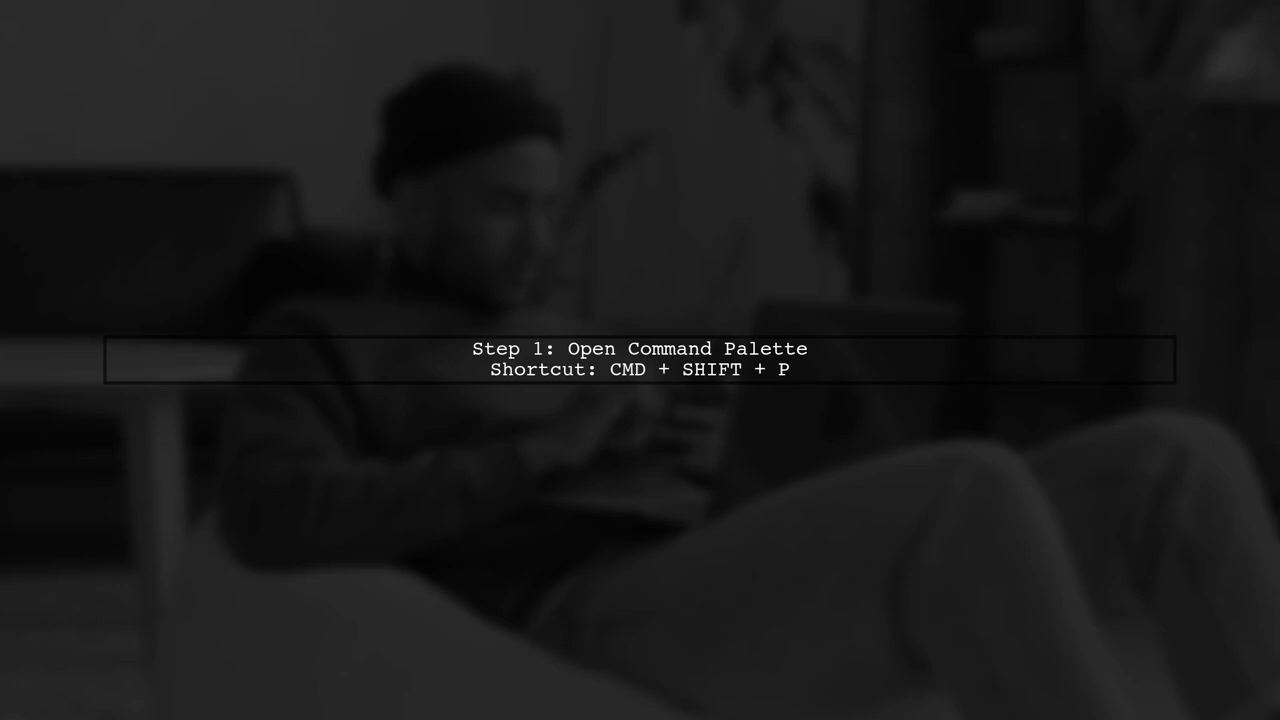 Step 1: Open Command Palette
Shortcut: CMD + SHIFT + P